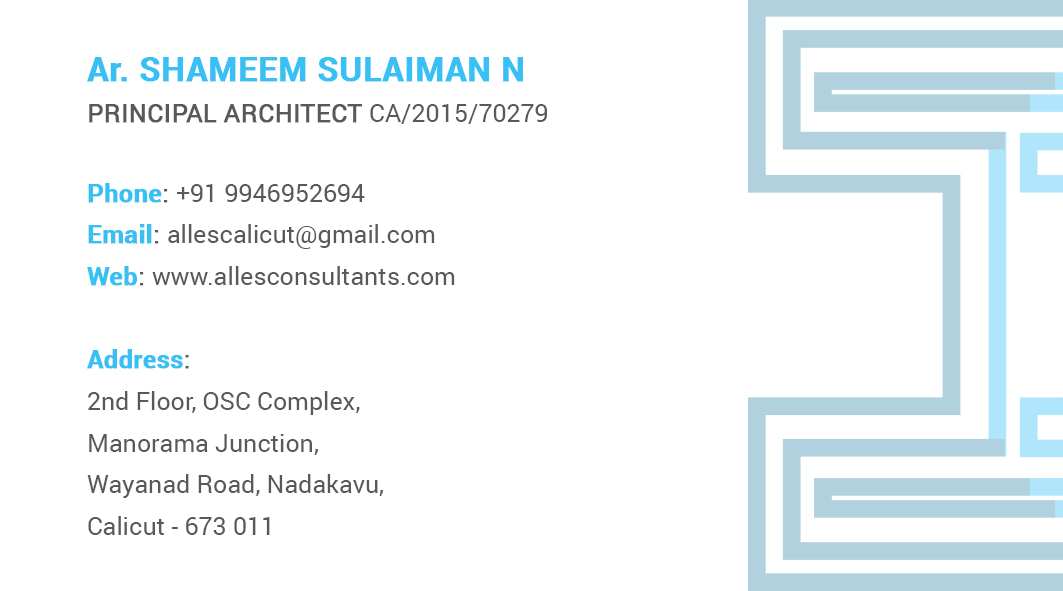 Ar. SHAMEEM SULAIMAN N
PRINCIPAL ARCHITECT CA/2015/70279
Phone: +91 9946952694
Email: allescalicut@gmail.com
Web: www.allesconsultants.com
Address:
2nd Floor, OSC Complex,
Manorama Junction,
Wayanad Road, Nadakavu,
Calicut - 673 011